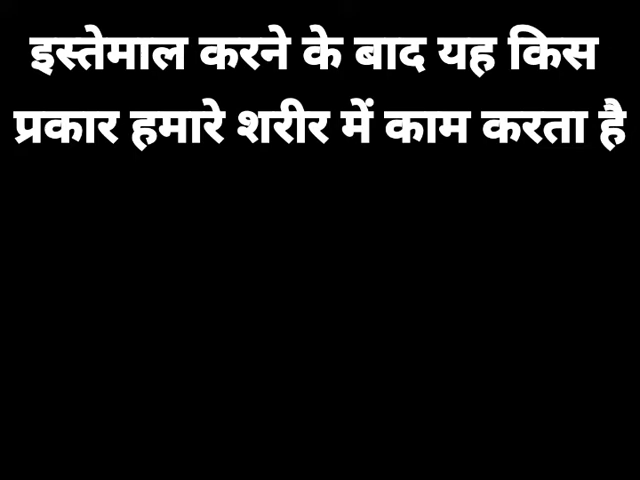 इस्तेमाल करने के बाद यह किस
प्रकार हमारे शरीर में काम करता है